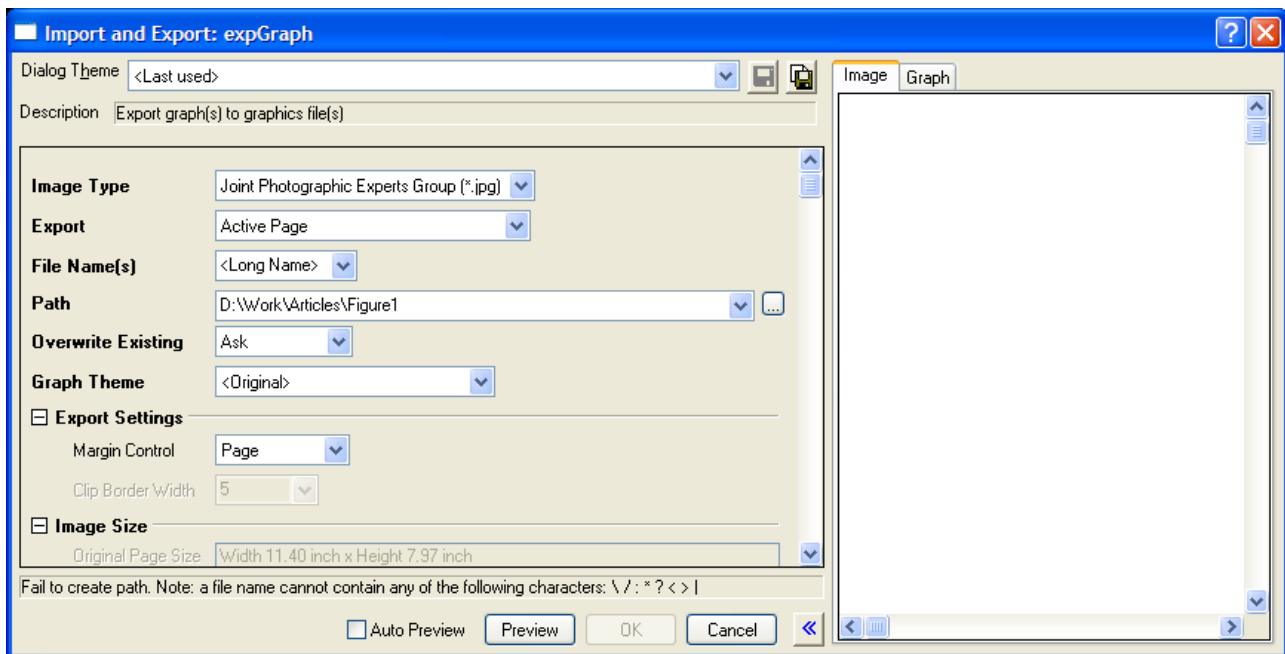 Import and Export: expGraph
Dialog Theme <Last used>
Description Export graph(s) to graphics file(s)
Image Graph
Image Type Joint Photographic Experts Group (*.jpg)
Export Active Page
File Name(s) <Long Name>
Path D:\Work\Articles\Figure1 ...
Overwrite Existing Ask
Graph Theme <Original>
Export Settings
Margin Control Page
Clip Border Width 5
Image Size
Original Page Size Width 11.40 inch x Height 7.97 inch
Fail to create path. Note: a file name cannot contain any of the following characters: \ / : * ? < > |
Auto Preview Preview OK Cancel